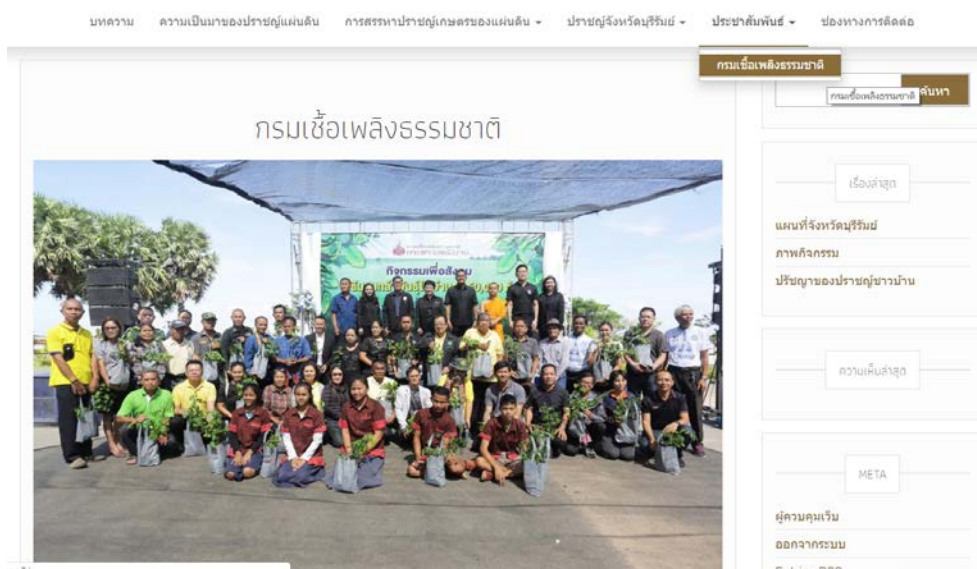 บทความ ความเป็นมาของปราชญ์แผ่นดิน การสรรหาปราชญ์เกษตรของแผ่นดิน ปราชญ์จังหวัดบุรีรัมย์ ประชาสัมพันธ์ ช่องทางการติดต่อ
กรมเชื้อเพลิงธรรมชาติ
กรมเชื้อเพลิงธรรมชาติ ค้นหา
กรมเชื้อเพลิงธรรมชาติ
กิจกรรมเพื่อสังคม
เรื่องล่าสุด
แผนที่จังหวัดบุรีรัมย์
ภาพกิจกรรม
ปรัชญาของปราชญ์ชาวบ้าน
ความเห็นล่าสุด
META
ผู้ควบคุมเว็บ
ออกจากระบบ